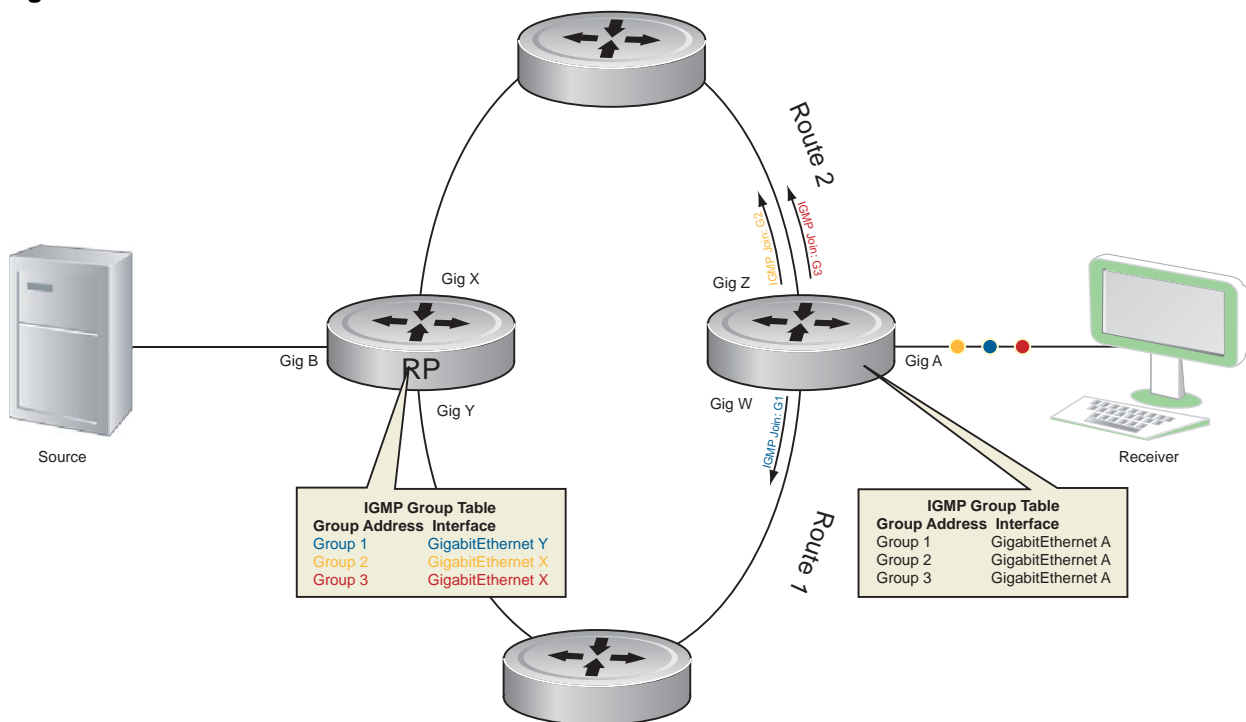 Route 2
IGMP Join: G2
IGMP Join: G3
Gig X
Gig Z
Gig B
RP
Gig A
Gig Y
Gig W
IGMP Join: G1
Source
Receiver
IGMP Group Table
Group Address Interface
Group 1 GigabitEthernet Y
Group 2 GigabitEthernet X
Group 3 GigabitEthernet X
Route 1
IGMP Group Table
Group Address Interface
Group 1 GigabitEthernet A
Group 2 GigabitEthernet A
Group 3 GigabitEthernet A